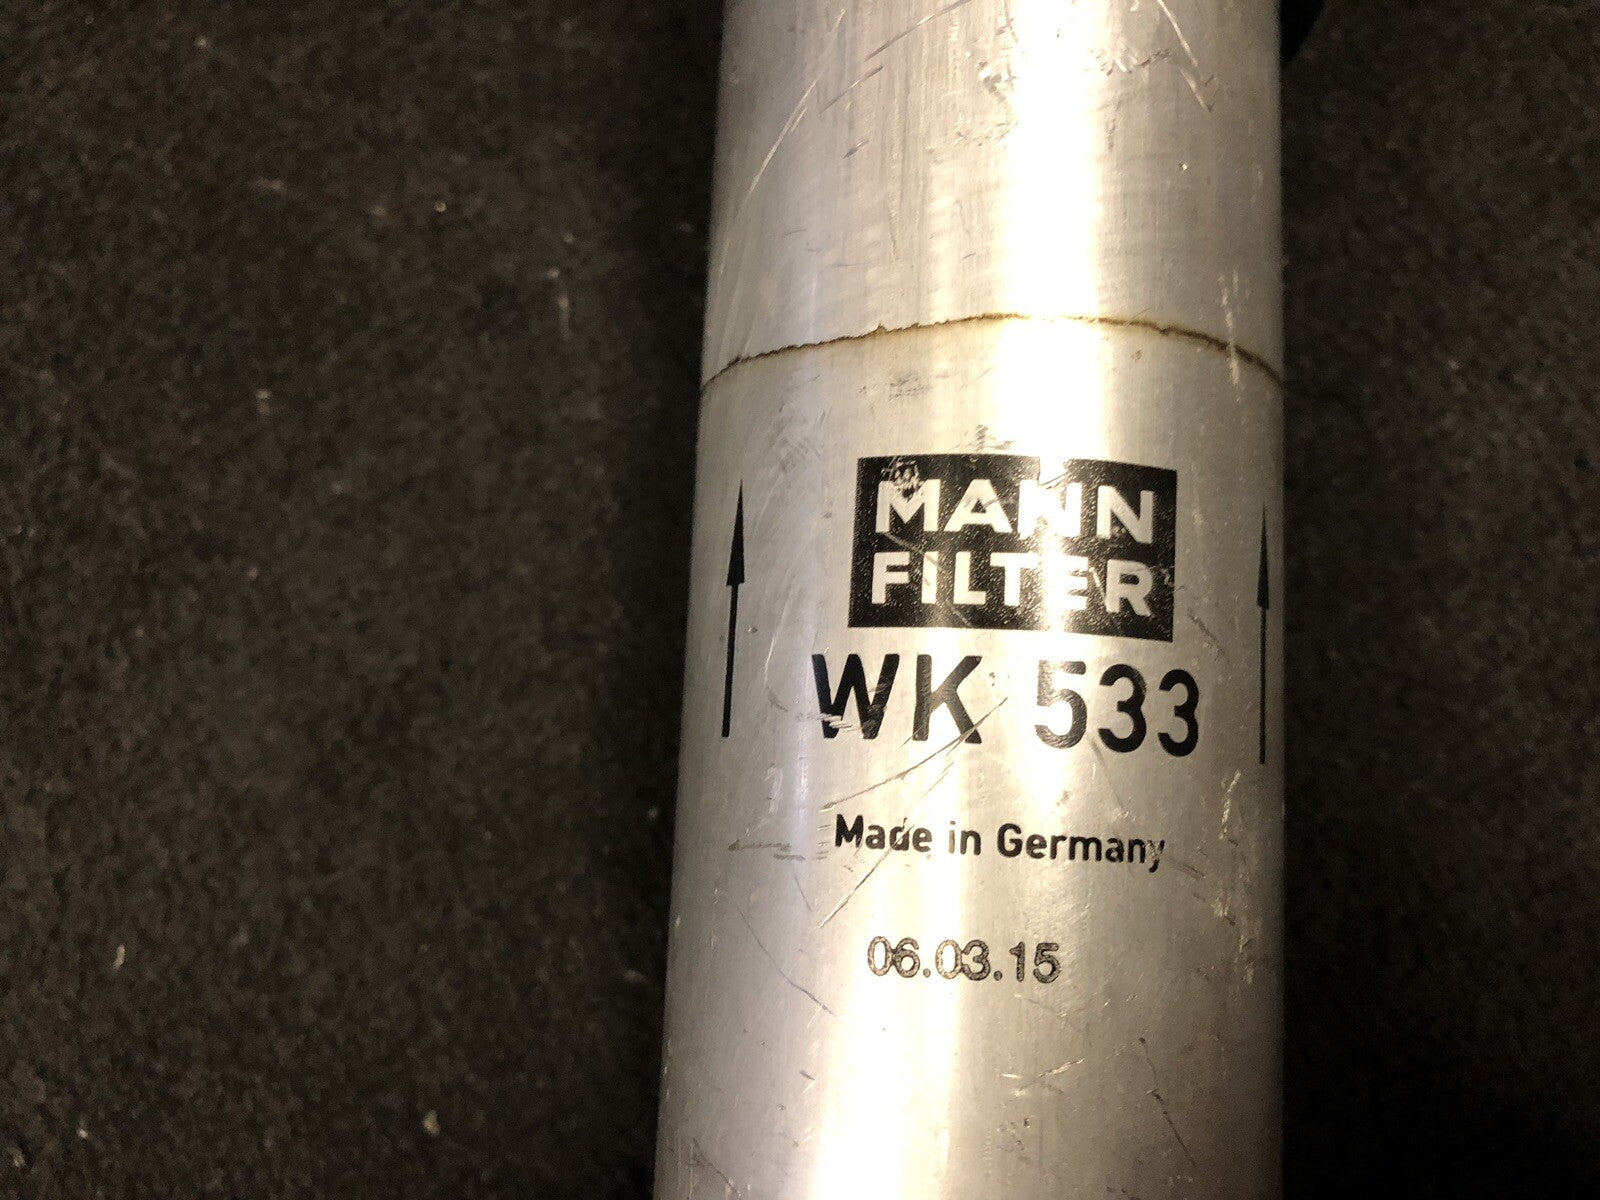 MANN
FILTER
WK 533
Made in Germany
06.03.15